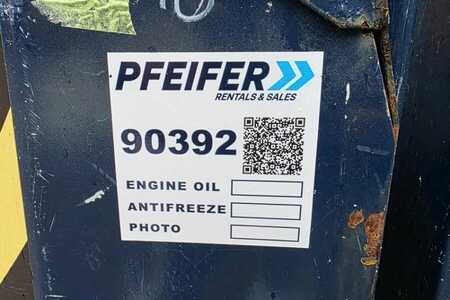 PFEIFER
RENTALS & SALES
90392
ENGINE OIL
ANTIFREEZE
PHOTO